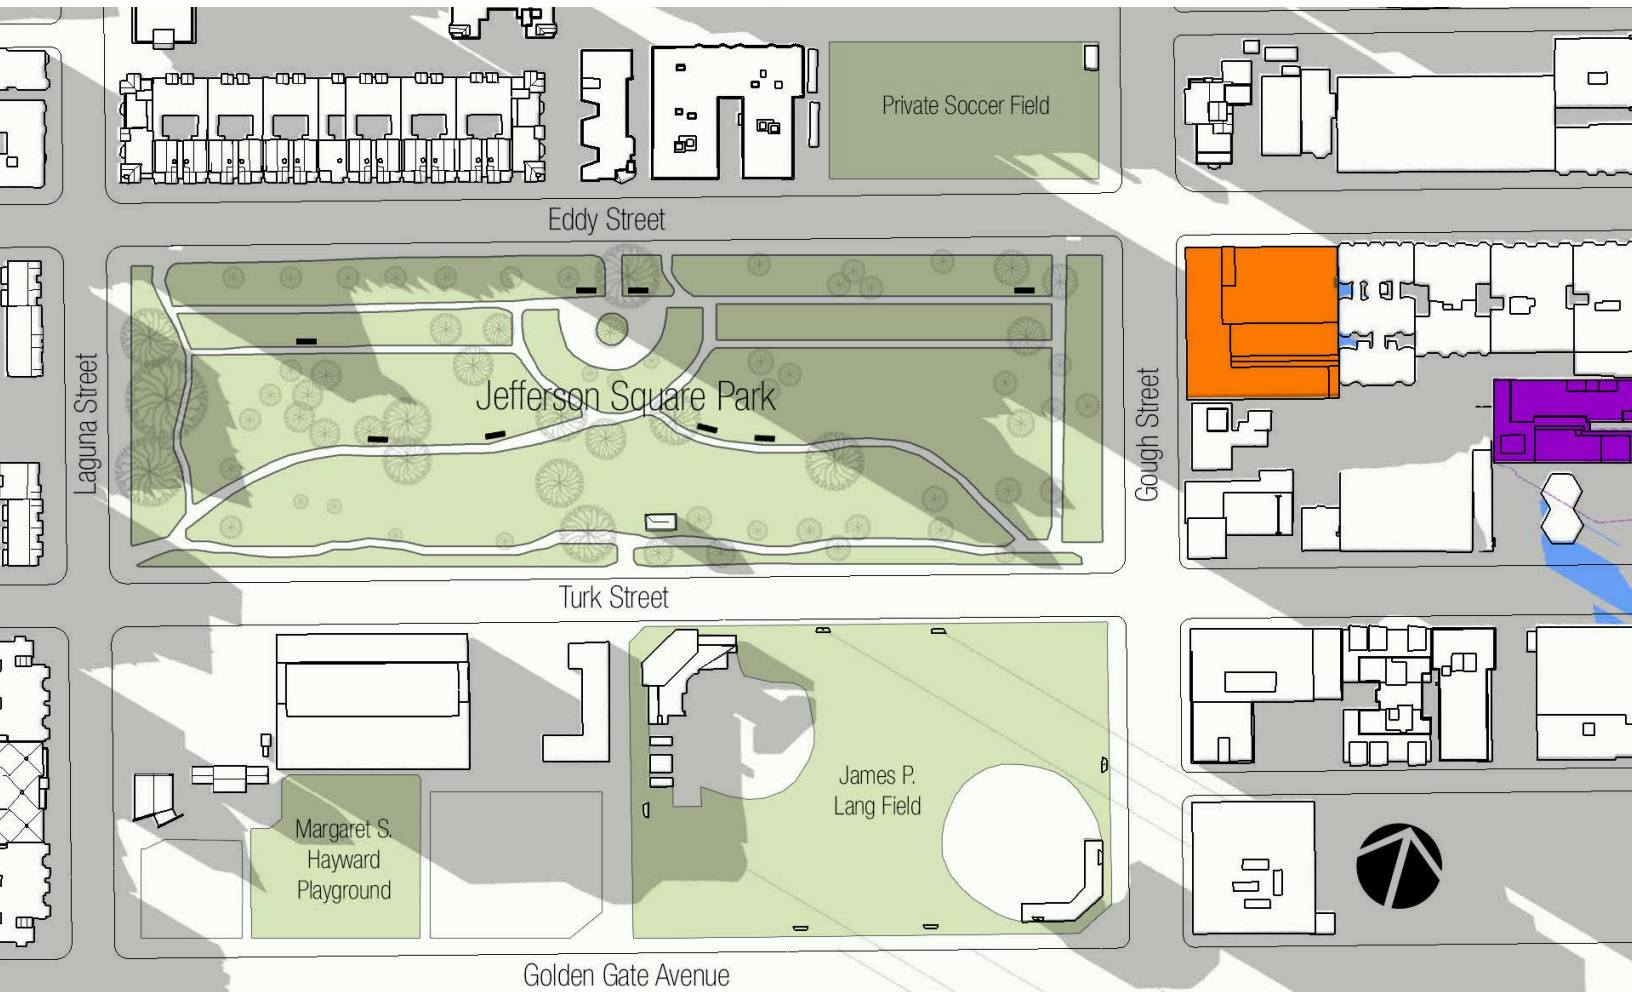 Private Soccer Field
Eddy Street
Jefferson Square Park
Laguna Street
Gough Street
Turk Street
James P.
Lang Field
Margaret S.
Hayward
Playground
Golden Gate Avenue